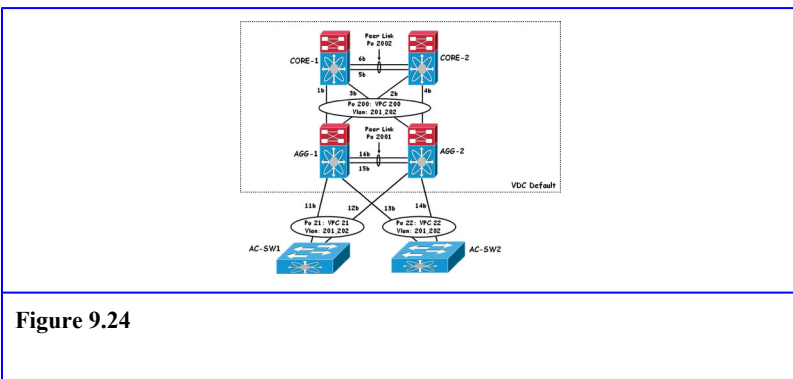 Peer Link
Po 2002
CORE-1
CORE-2
6b
5b
1b
3b
2b
4b
Po 200: VPC 200
Vlan: 201,202
Peer Link
Po 2001
AGG-1
AGG-2
16b
15b
VDC Default
11b
12b
13b
14b
Po 21: VPC 21
Vlan: 201,202
Po 22: VPC 22
Vlan: 201,202
AC-SW1
AC-SW2
Figure 9.24